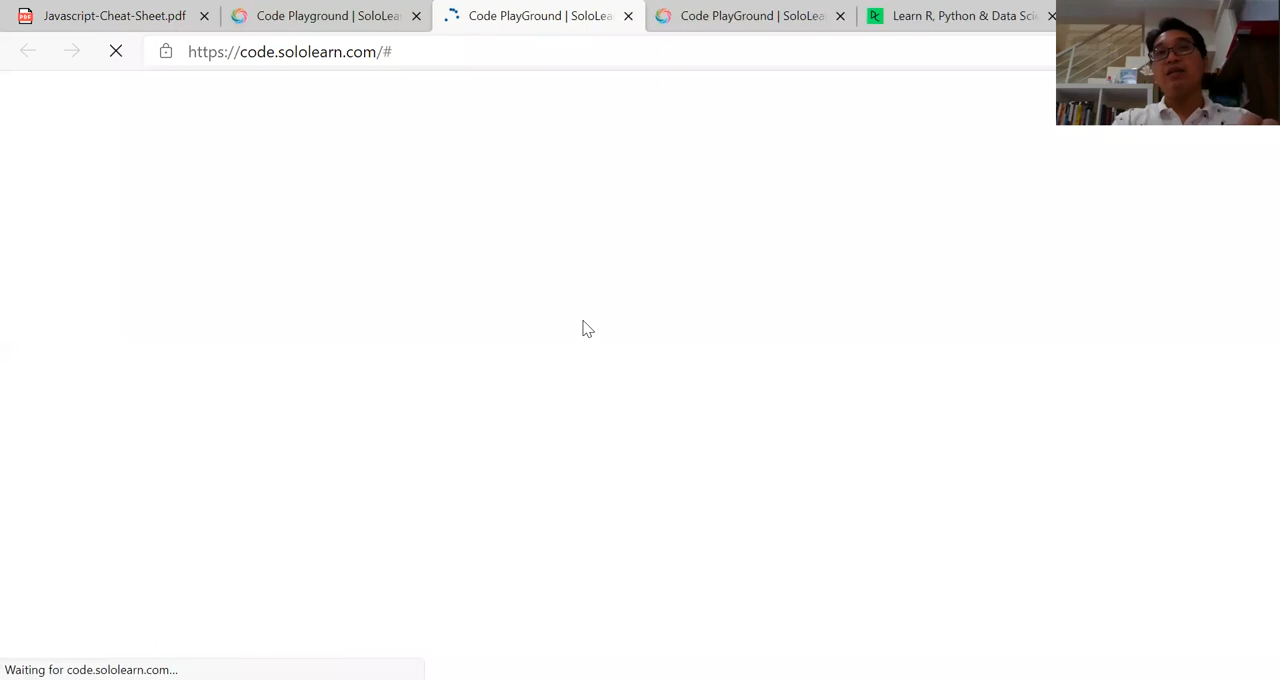 Javascript-Cheat-Sheet.pdf
Code Playground | SoloLea
Code PlayGround | SoloLea
Code PlayGround | SoloLea
Learn R, Python & Data Sci
https://code.sololearn.com/#
Waiting for code.sololearn.com...